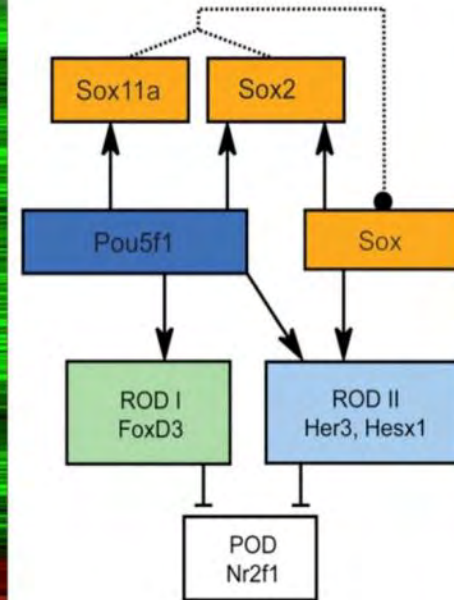 Sox11a
Sox2
Pou5f1
Sox
ROD I
FoxD3
ROD II
Her3, Hesx1
POD
Nr2f1